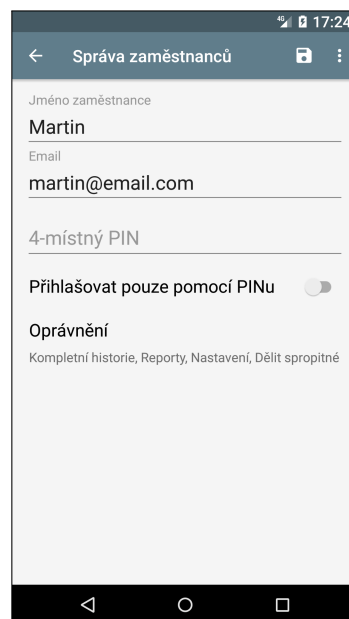 4G 17:24
Správa zaměstnanců
Jméno zaměstnance
Martin
Email
martin@email.com
4-místný PIN
Přihlašovat pouze pomocí PINu
Oprávnění
Kompletní historie, Reporty, Nastavení, Dělit spropitné